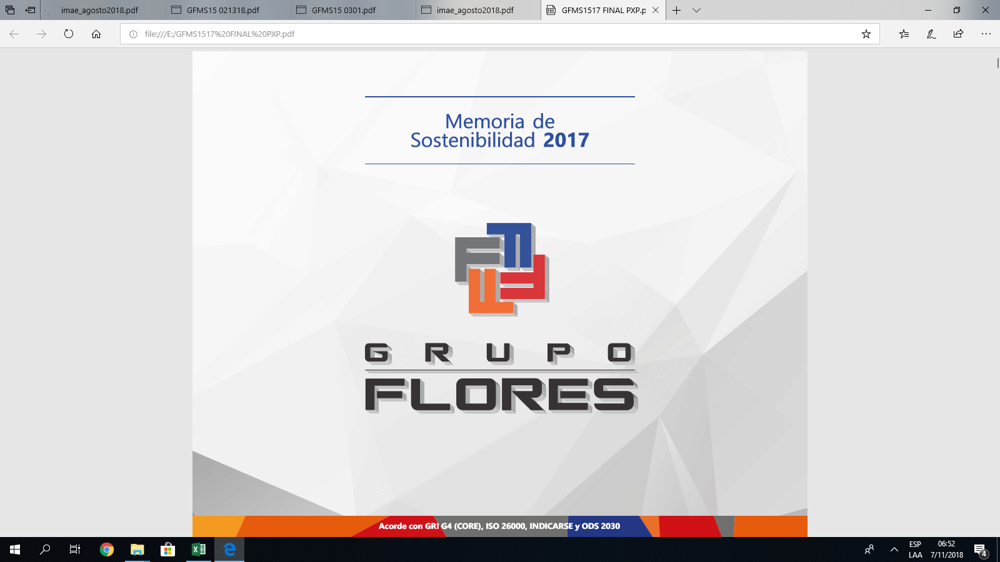 imae_agosto2018.pdf
GFMS15 021318.pdf
GFMS15 0301.pdf
imae_agosto2018.pdf
GFMS1517 FINAL PXP.p
file:///E:/GFMS1517%20FINAL%20PXP.pdf
Memoria de
Sostenibilidad 2017
GRUPO
FLORES
Acorde con GRI G4 (CORE), ISO 26000, INDICARSE y ODS 2030
ESP
LAA
06:52
7/11/2018
4